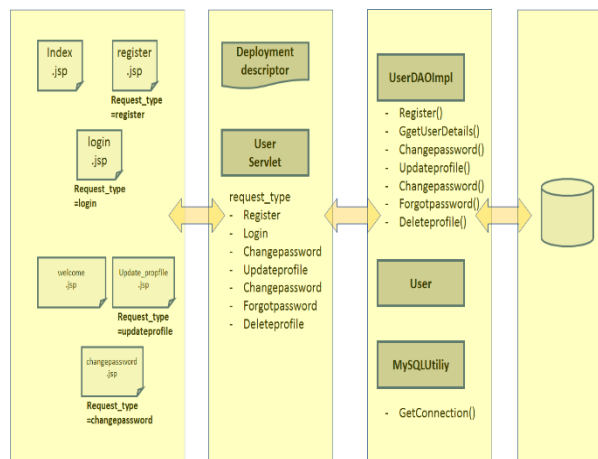 Index
.jsp
register
.jsp
Request_type
=register
login
.jsp
Request_type
=login
welcome
.jsp
Update_propfile
.jsp
Request_type
=updateprofile
changepassword
.jsp
Request_type
=changepassword
Deployment
descriptor
User
Servlet
request_type
- Register
- Login
- Changepassword
- Updateprofile
- Changepassword
- Forgotpassword
- Deleteprofile
UserDAOImpl
- Register()
- GgetUserDetails()
- Changepassword()
- Updateprofile()
- Changepassword()
- Forgotpassword()
- Deleteprofile()
User
MySQLUtiliy
- GetConnection()